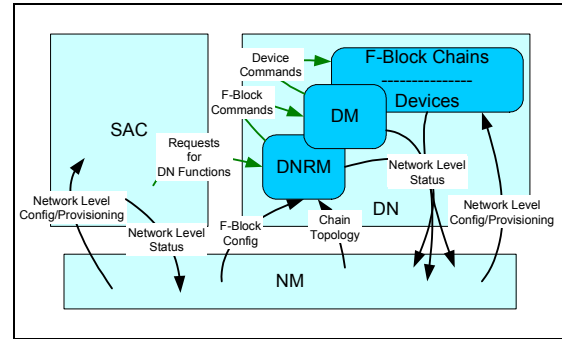 F-Block Chains
---------------
Devices
Device
Commands
F-Block
Commands
DM
SAC
Requests
for
DN Functions
DNRM
Network Level
Status
Network Level
Config/Provisioning
Network Level
Status
F-Block
Config
Chain
Topology
DN
Network Level
Config/Provisioning
NM